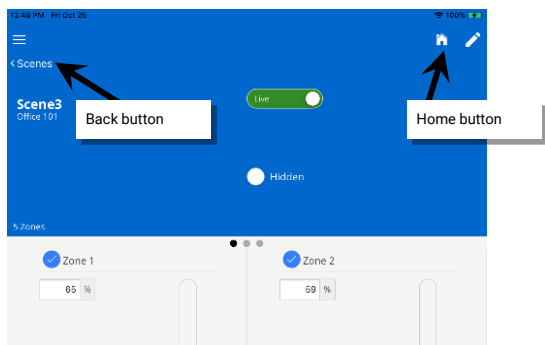 12:48 PM Fri Oct 25
100%
Scenes
Scene3
Office 101
Live
Back button
Home button
Hidden
5 Zones
Zone 1
Zone 2
65 %
69 %